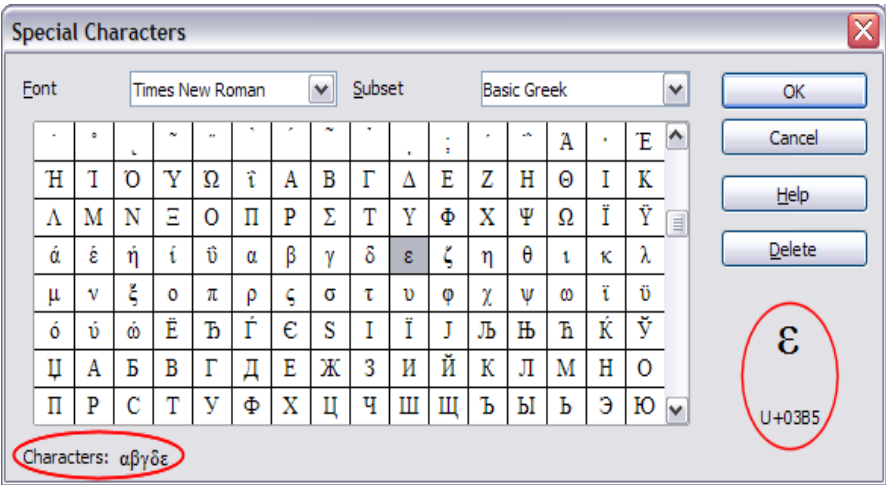 Special Characters
Font Times New Roman Subset Basic Greek OK
Cancel
Help
Delete
Ή Ί Ό Ύ Ω ΐ Α Β Γ Δ Ε Ζ Η Θ Ι Κ
Λ Μ Ν Ξ Ο Π Ρ Σ Τ Υ Φ Χ Ψ Ω Ϊ Ϋ
ά έ ή ί ΰ α β γ δ ε ζ η θ ι κ λ
μ ν ξ ο π ρ ς σ τ υ φ χ ψ ω ϊ ϋ
ό ύ ώ Ё Ђ Ѓ Є Ѕ І Ї Ј Љ Њ Ћ Ќ Ў
Џ А Б В Г Д Е Ж З И Й К Л М Н О
П Р С Т У Ф Х Ц Ч Ш Щ Ъ Ы Ь Э Ю
ε
U+03B5
Characters: αβγδε